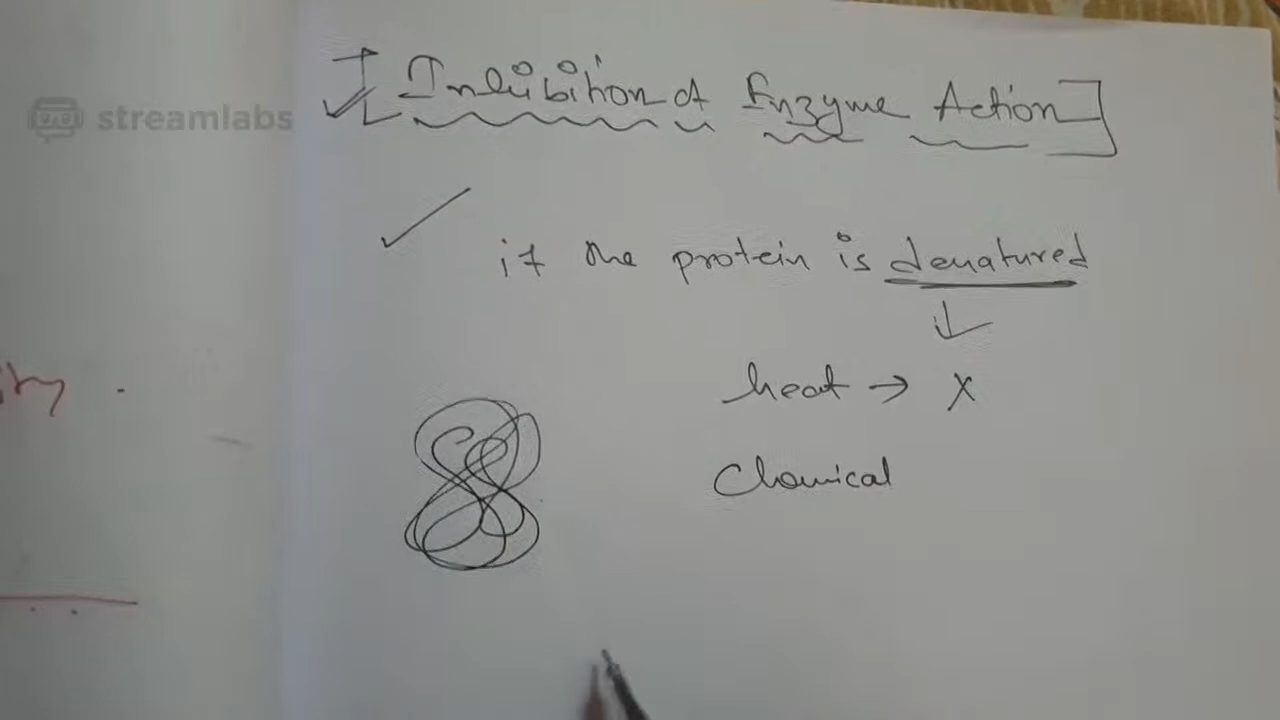 streamlabs
Inhibition of Enzyme Action
if the protein is denatured
heat → X
Chemical